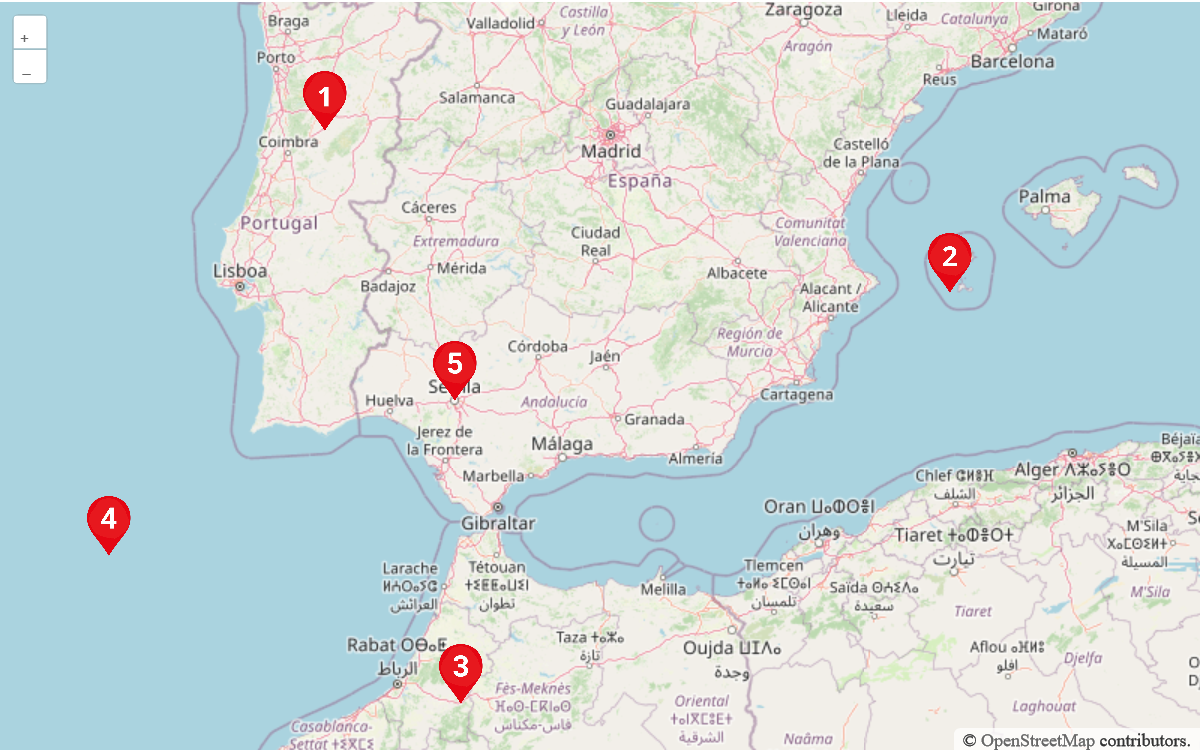 +
–
Braga
Porto
Coimbra
Portugal
Lisboa
Valladolid
Castilla
y León
Salamanca
Zaragoza
Aragón
Lleida
Catalunya
Girona
Mataró
Barcelona
Reus
Guadalajara
Madrid
España
Castelló
de la Plana
Palma
Cáceres
Extremadura
Mérida
Badajoz
Ciudad
Real
Comunitat
Valenciana
Albacete
Alacant /
Alicante
Región de
Murcia
Cartagena
Córdoba
Jaén
Huelva
Andalucía
Granada
Jerez de
la Frontera
Málaga
Almería
Marbella
Gibraltar
1
2
3
4
5
Larache
العرائش
Tétouan
تطوان
Melilla
Rabat
الرباط
Taza ⵜⴰⵣⴰ
تازة
Fès-Meknès
فاس-مكناس
Casablanca-
Settat
Oujda ⵡⵊⴷⴰ
وجدة
Oriental
الشرقية
Oran
وهران
Tlemcen
تلمسان
Saïda
سعيدة
Tiaret
تيارت
Chlef
الشلف
Alger
الجزائر
Béjaïa
بجاية
M'Sila
المسيلة
M'Sila
Tiaret
Aflou
افلو
Djelfa
Laghouat
Naâma
© OpenStreetMap contributors.